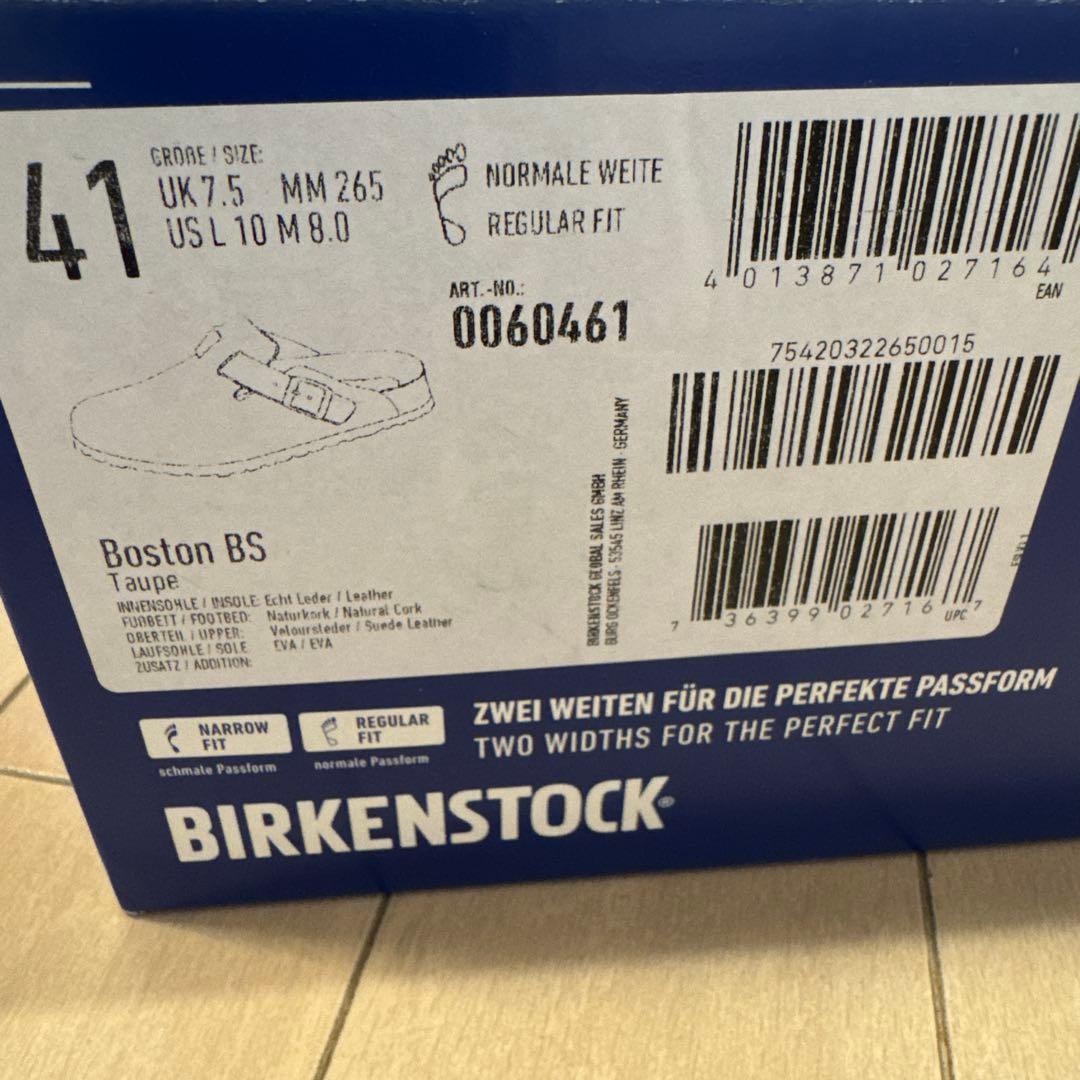 41
GRÖßE / SIZE:
UK 7.5 MM 265
US L 10 M 8.0
NORMALE WEITE
REGULAR FIT
ART.-NO.:
0060461
4 013871 027164
EAN
75420322650015
7 36399 02716 7
UPC
BIRKENSTOCK GLOBAL SALES GMBH
BURG OCKENFELS · 53545 LINZ AM RHEIN · GERMANY
Boston BS
Taupe
INNENSOHLE / INSOLE: Echt Leder / Leather
FUßBETT / FOOTBED: Naturkork / Natural Cork
OBERTEIL / UPPER: Veloursleder / Suede Leather
LAUFSOHLE / SOLE EVA / EVA
ZUSATZ / ADDITION:
NARROW FIT
schmale Passform
REGULAR FIT
normale Passform
ZWEI WEITEN FÜR DIE PERFEKTE PASSFORM
TWO WIDTHS FOR THE PERFECT FIT
BIRKENSTOCK®